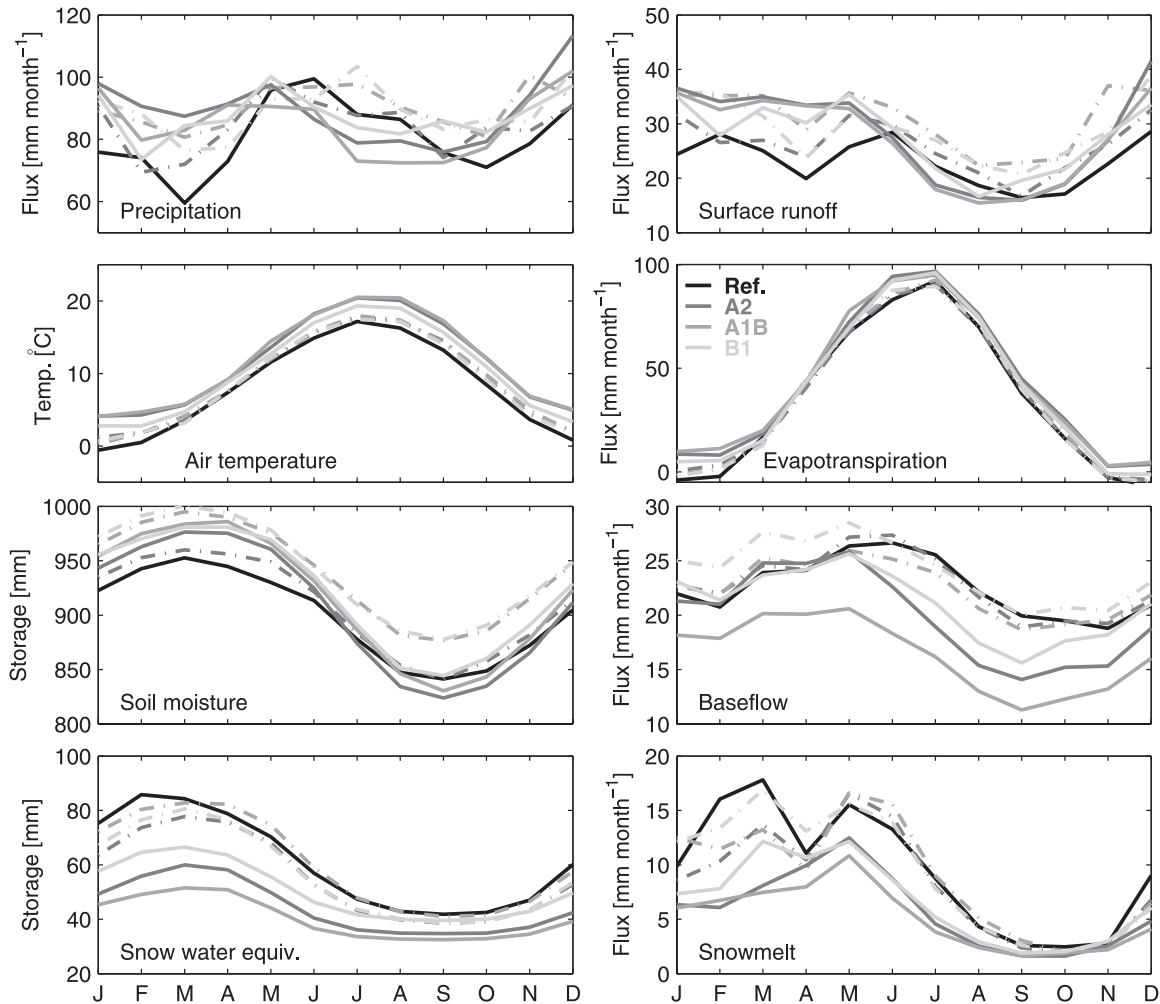 120
100
80
60
Flux [mm month⁻¹]
Precipitation
50
40
30
20
10
Flux [mm month⁻¹]
Surface runoff
20
10
0
Temp. [°C]
Air temperature
100
50
0
Flux [mm month⁻¹]
Ref.
A2
A1B
B1
Evapotranspiration
1000
950
900
850
800
Storage [mm]
Soil moisture
30
25
20
15
10
Flux [mm month⁻¹]
Baseflow
100
80
60
40
20
Storage [mm]
Snow water equiv.
J F M A M J J A S O N D
20
15
10
5
0
Flux [mm month⁻¹]
Snowmelt
J F M A M J J A S O N D